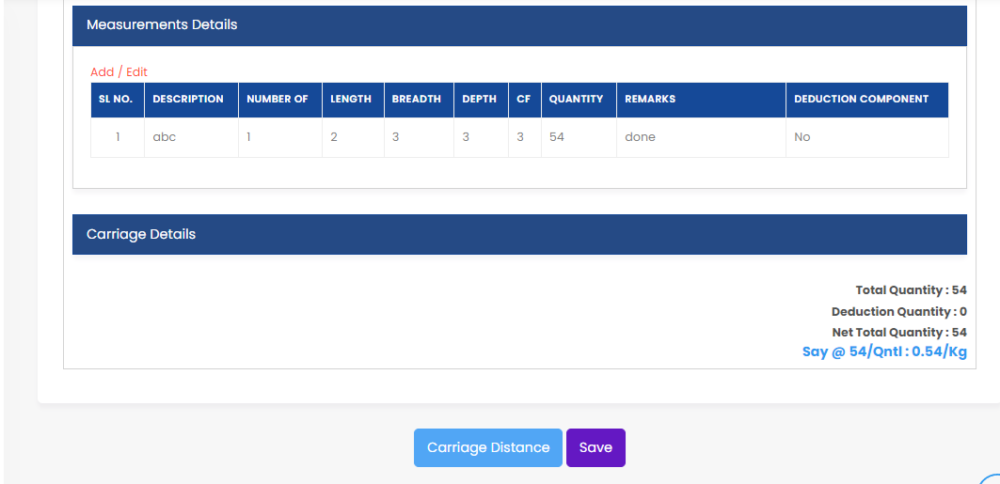 Measurements Details
Add / Edit
SL NO. DESCRIPTION NUMBER OF LENGTH BREADTH DEPTH CF QUANTITY REMARKS DEDUCTION COMPONENT
1 abc 1 2 3 3 3 54 done No
Carriage Details
Total Quantity : 54
Deduction Quantity : 0
Net Total Quantity : 54
Say @ 54/Qntl : 0.54/Kg
Carriage Distance Save